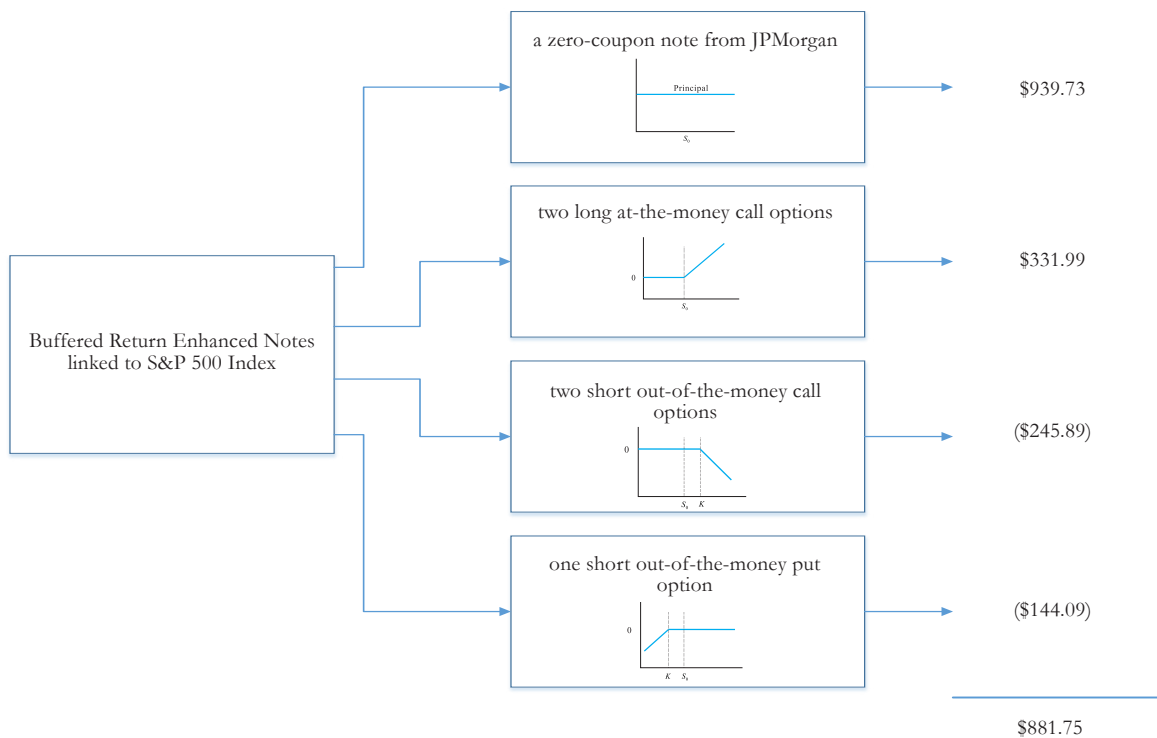 a zero-coupon note from JPMorgan
Principal
S₀
$939.73
two long at-the-money call options
0
S₀
$331.99
Buffered Return Enhanced Notes
linked to S&P 500 Index
two short out-of-the-money call
options
0
S₀ K
($245.89)
one short out-of-the-money put
option
0
K S₀
($144.09)
$881.75